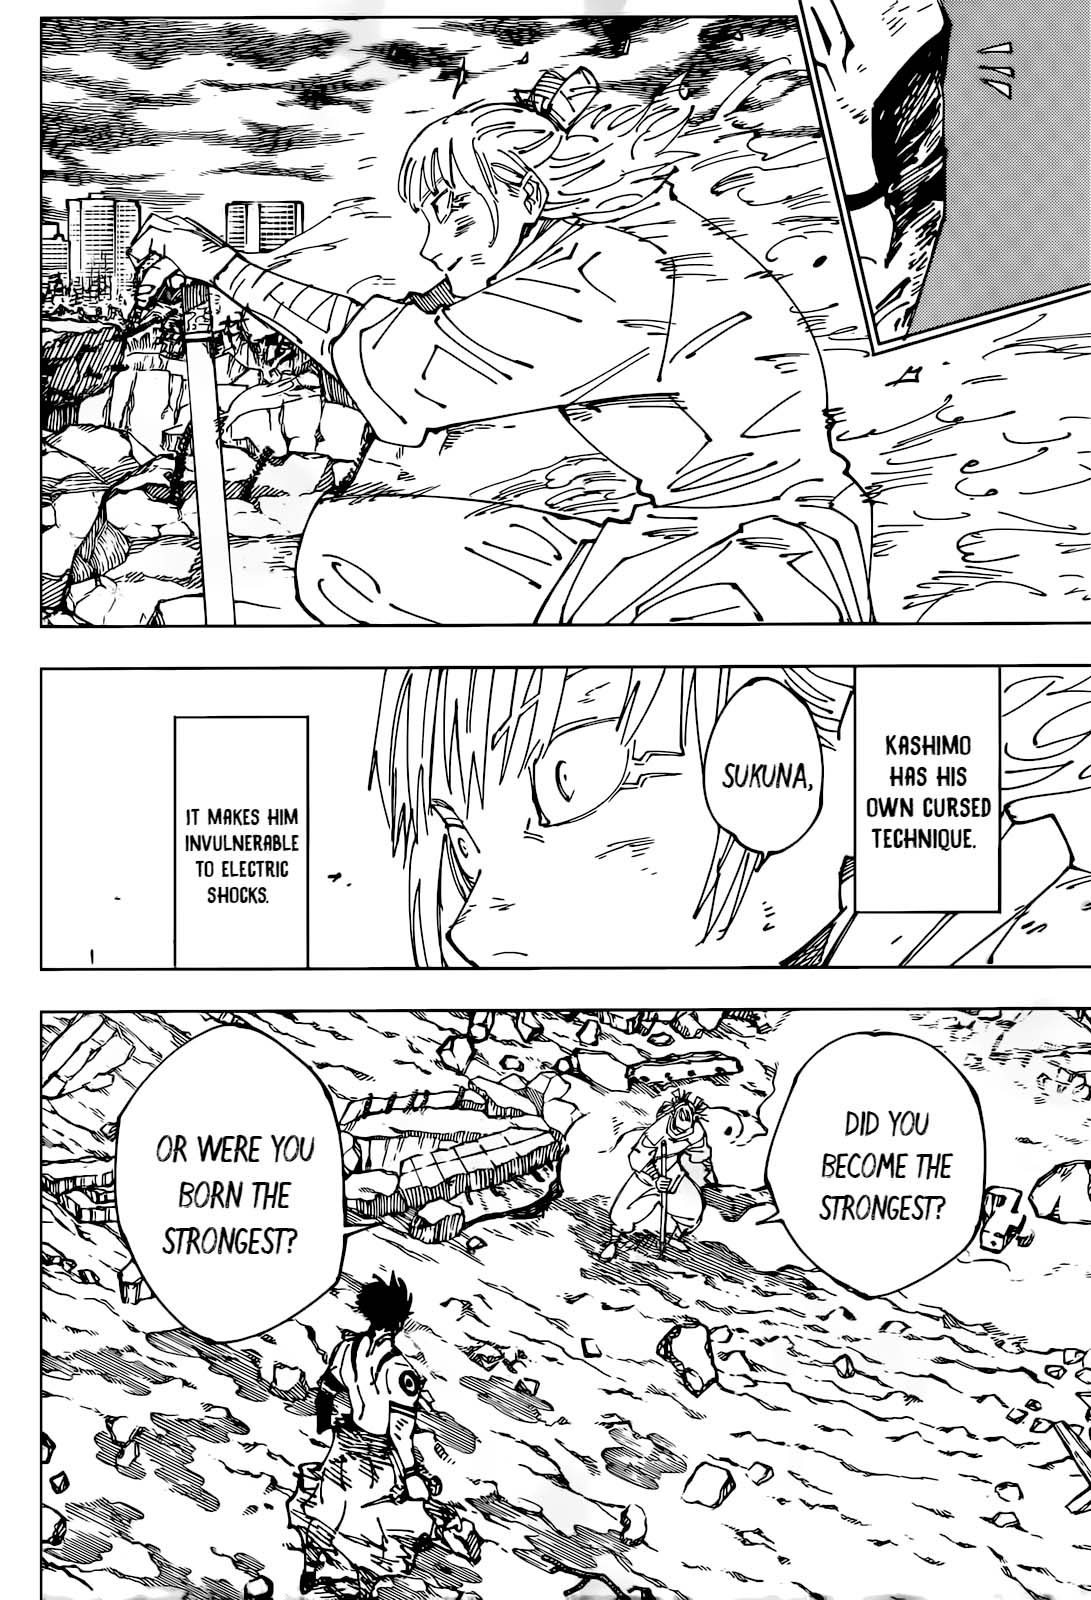 KASHIMO
HAS HIS
OWN CURSED
TECHNIQUE.
SUKUNA,
IT MAKES HIM
INVULNERABLE
TO ELECTRIC
SHOCKS.
DID YOU
BECOME THE
STRONGEST?
OR WERE YOU
BORN THE
STRONGEST?